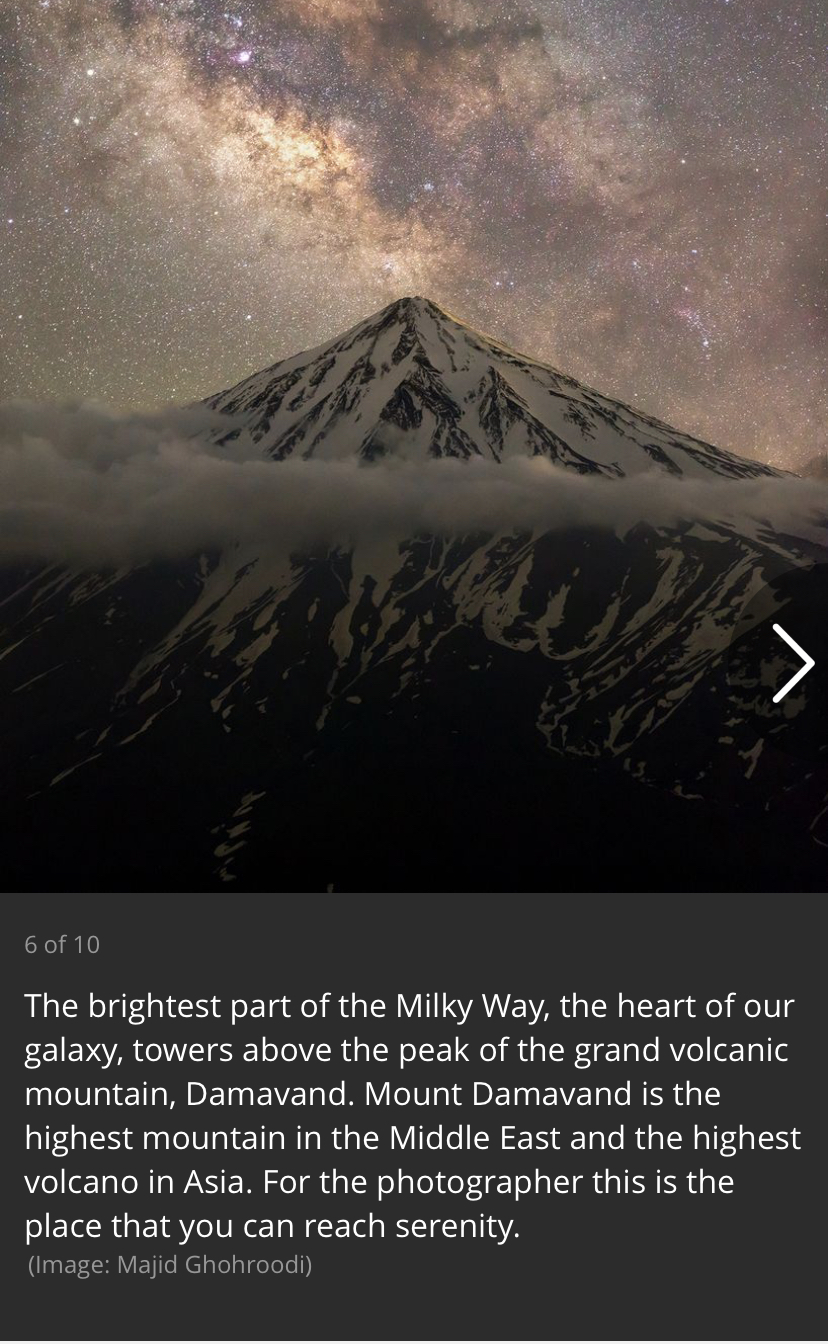 6 of 10
The brightest part of the Milky Way, the heart of our
galaxy, towers above the peak of the grand volcanic
mountain, Damavand. Mount Damavand is the
highest mountain in the Middle East and the highest
volcano in Asia. For the photographer this is the
place that you can reach serenity.
(Image: Majid Ghohroodi)